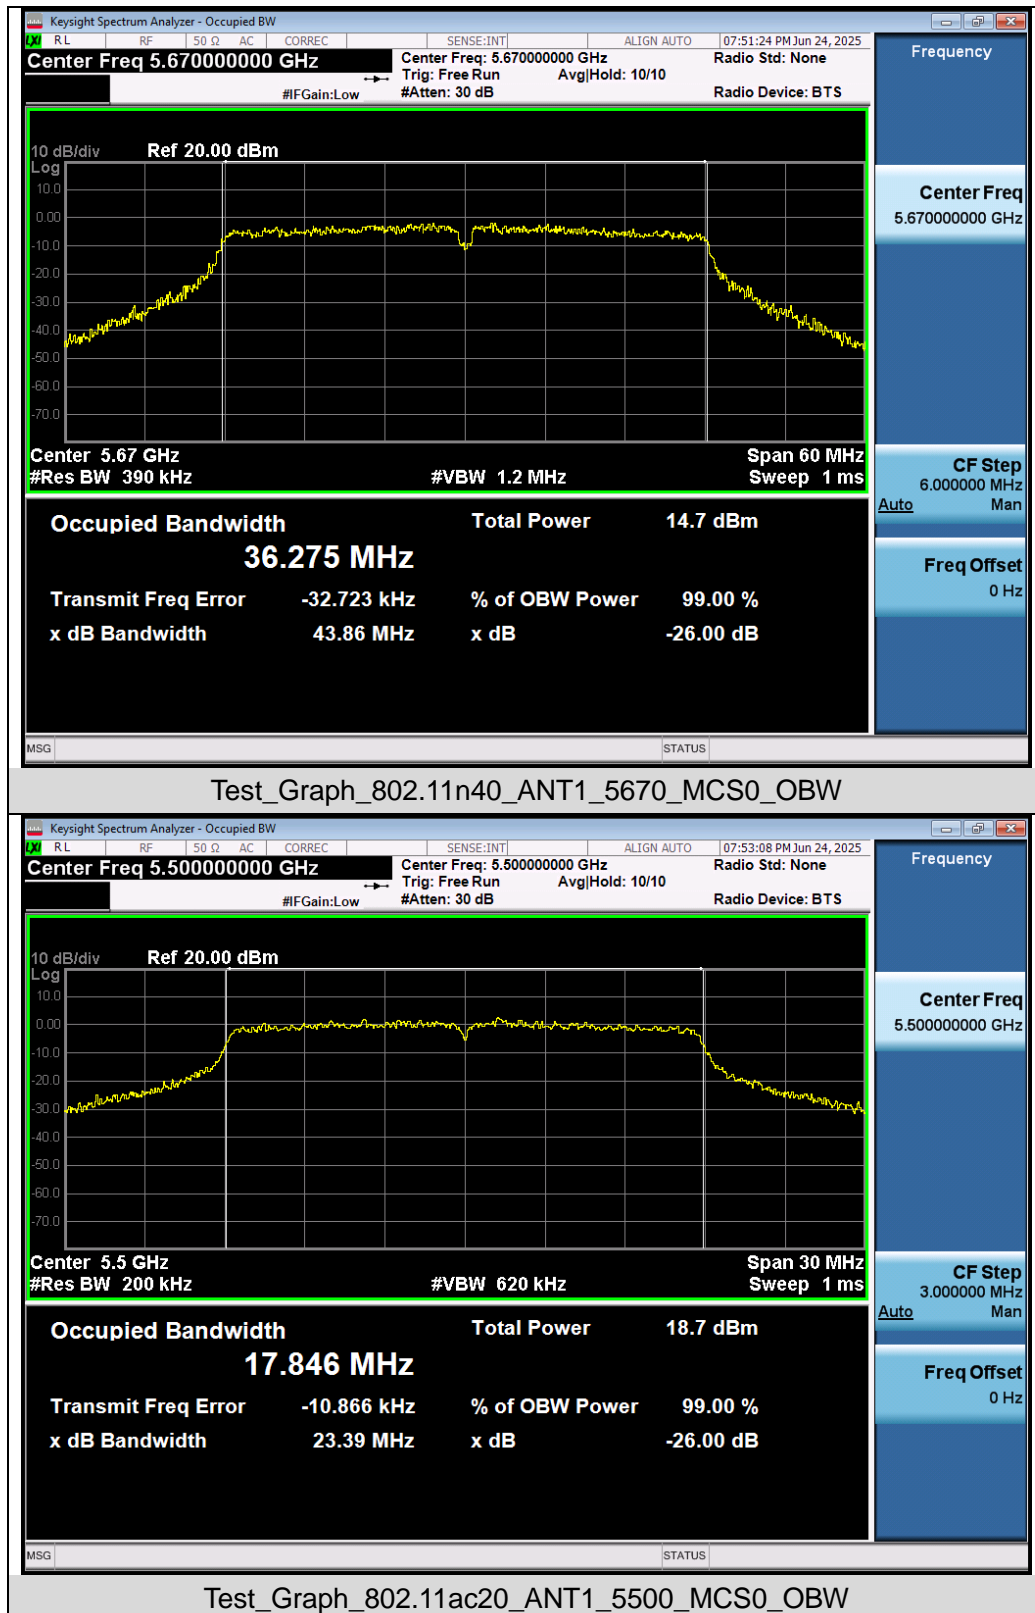 Keysight Spectrum Analyzer - Occupied BW
LXI RL RF 50 Ω AC CORREC SENSE:INT ALIGN AUTO 07:51:24 PM Jun 24, 2025
Center Freq 5.670000000 GHz
Center Freq: 5.670000000 GHz
Radio Std: None
Trig: Free Run Avg|Hold: 10/10
#IFGain:Low
#Atten: 30 dB
Radio Device: BTS
Frequency
10 dB/div Ref 20.00 dBm
Log
10.0
0.00
-10.0
-20.0
-30.0
-40.0
-50.0
-60.0
-70.0
Center 5.67 GHz Span 60 MHz
#Res BW 390 kHz #VBW 1.2 MHz Sweep 1 ms
Center Freq
5.670000000 GHz
CF Step
6.000000 MHz
Auto Man
Freq Offset
0 Hz
Occupied Bandwidth Total Power 14.7 dBm
36.275 MHz
Transmit Freq Error -32.723 kHz % of OBW Power 99.00 %
x dB Bandwidth 43.86 MHz x dB -26.00 dB
MSG STATUS
Test_Graph_802.11n40_ANT1_5670_MCS0_OBW
Keysight Spectrum Analyzer - Occupied BW
LXI RL RF 50 Ω AC CORREC SENSE:INT ALIGN AUTO 07:53:08 PM Jun 24, 2025
Center Freq 5.500000000 GHz
Center Freq: 5.500000000 GHz
Radio Std: None
Trig: Free Run Avg|Hold: 10/10
#IFGain:Low
#Atten: 30 dB
Radio Device: BTS
Frequency
10 dB/div Ref 20.00 dBm
Log
10.0
0.00
-10.0
-20.0
-30.0
-40.0
-50.0
-60.0
-70.0
Center 5.5 GHz Span 30 MHz
#Res BW 200 kHz #VBW 620 kHz Sweep 1 ms
Center Freq
5.500000000 GHz
CF Step
3.000000 MHz
Auto Man
Freq Offset
0 Hz
Occupied Bandwidth Total Power 18.7 dBm
17.846 MHz
Transmit Freq Error -10.866 kHz % of OBW Power 99.00 %
x dB Bandwidth 23.39 MHz x dB -26.00 dB
MSG STATUS
Test_Graph_802.11ac20_ANT1_5500_MCS0_OBW